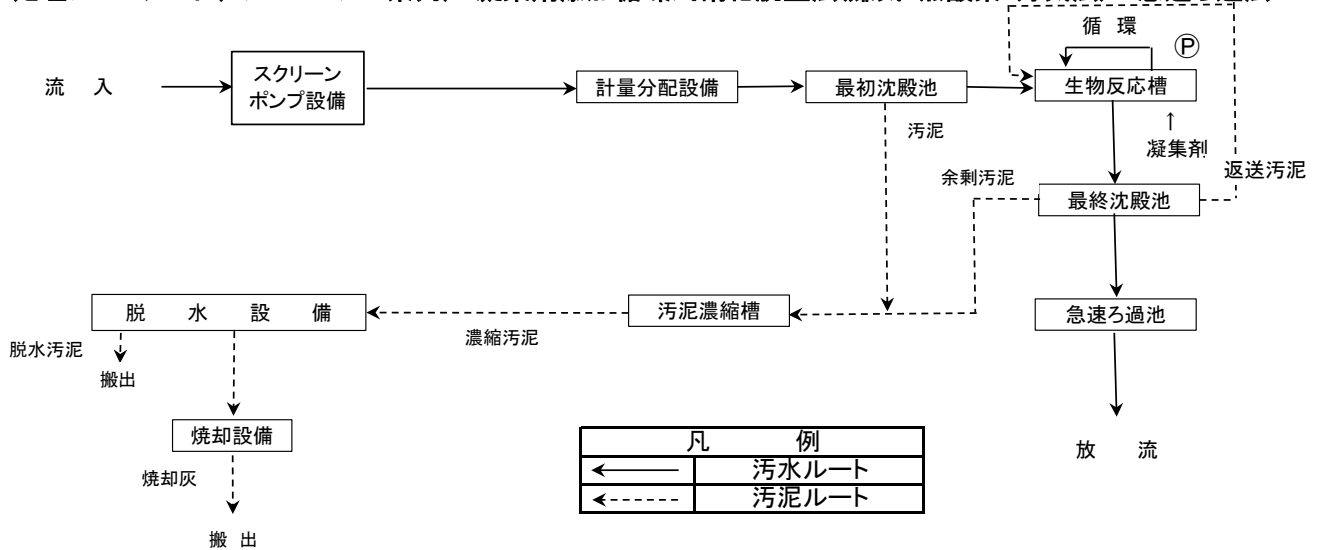 循 環
Ⓟ
流 入
スクリーン
ポンプ設備
計量分配設備
最初沈殿池
生物反応槽
汚泥
↑
凝集剤
返送汚泥
余剰汚泥
最終沈殿池
脱 水 設 備
汚泥濃縮槽
急速ろ過池
濃縮汚泥
脱水汚泥
搬出
焼却設備
凡 例
汚水ルート
汚泥ルート
放 流
焼却灰
搬 出